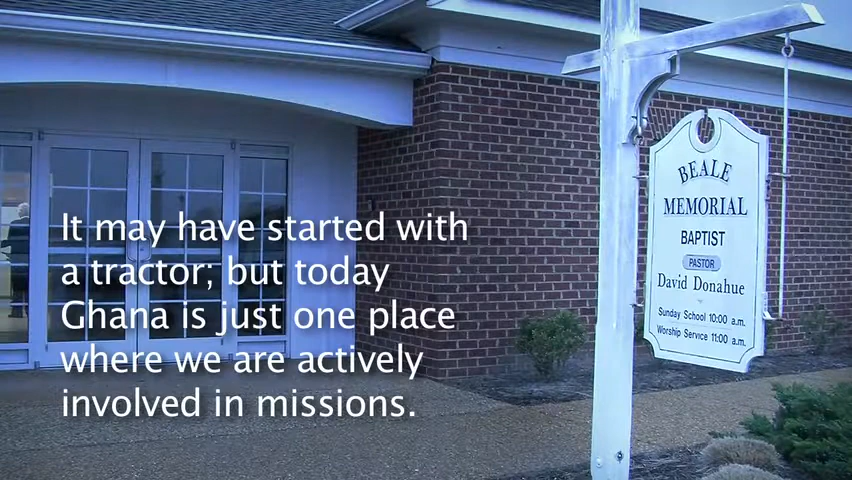 It may have started with
a tractor; but today
Ghana is just one place
where we are actively
involved in missions.
BEALE
MEMORIAL
BAPTIST
PASTOR
David Donahue
Sunday School 10:00 a.m.
Worship Service 11:00 a.m.